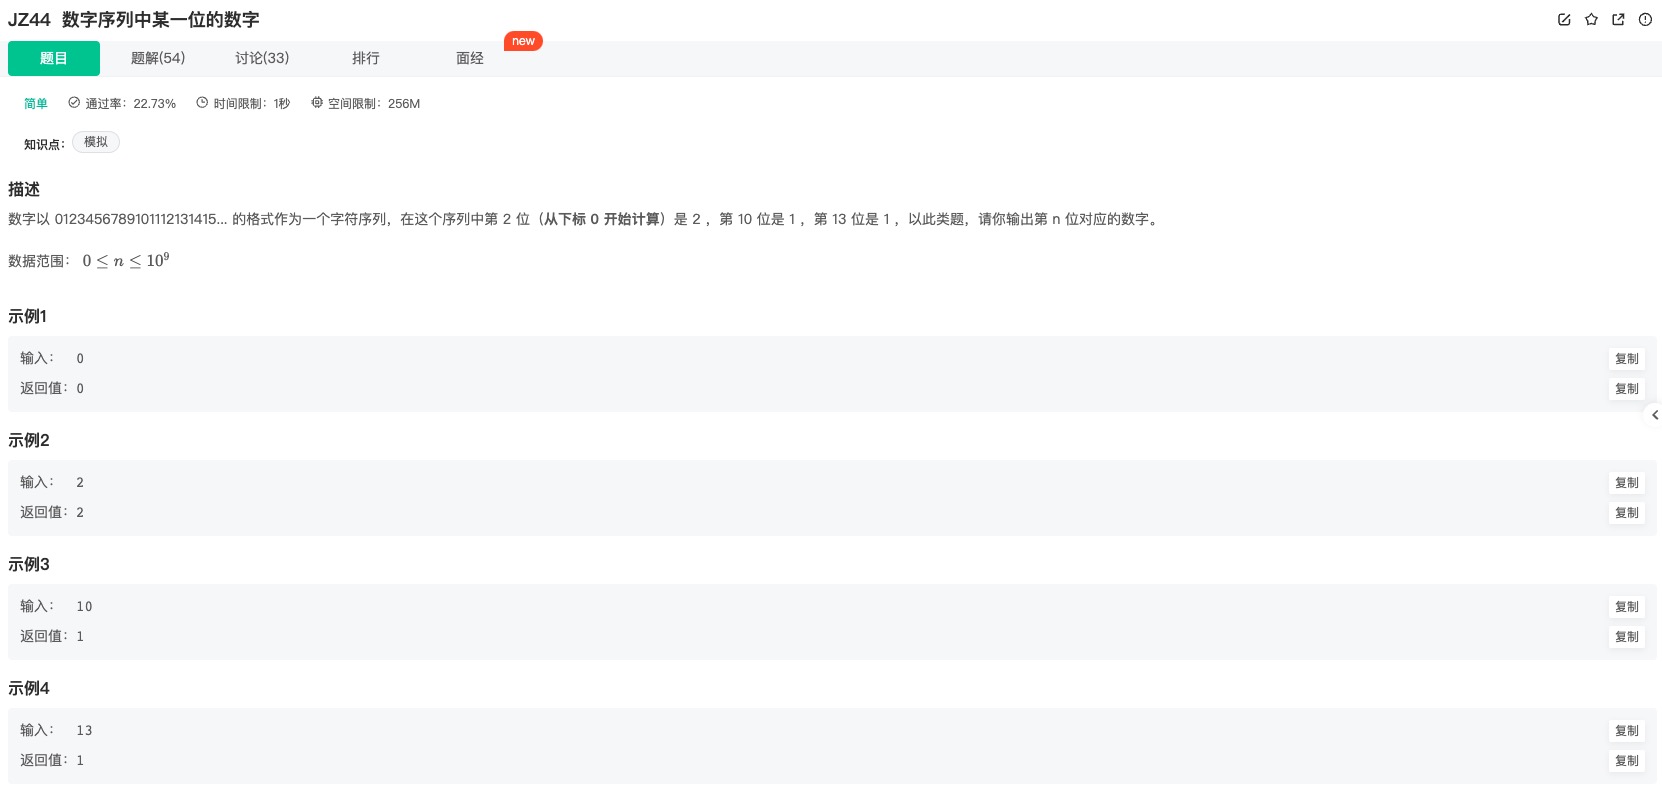 JZ44 数字序列中某一位的数字
题目 题解(54) 讨论(33) 排行 面经 new
简单 通过率：22.73% 时间限制：1秒 空间限制：256M
知识点： 模拟
描述
数字以 0123456789101112131415... 的格式作为一个字符序列，在这个序列中第 2 位（从下标 0 开始计算）是 2 ，第 10 位是 1 ，第 13 位是 1 ，以此类题，请你输出第 n 位对应的数字。
数据范围： 0 ≤ n ≤ 10⁹
示例1
输入： 0 复制
返回值：0 复制
示例2
输入： 2 复制
返回值：2 复制
示例3
输入： 10 复制
返回值：1 复制
示例4
输入： 13 复制
返回值：1 复制